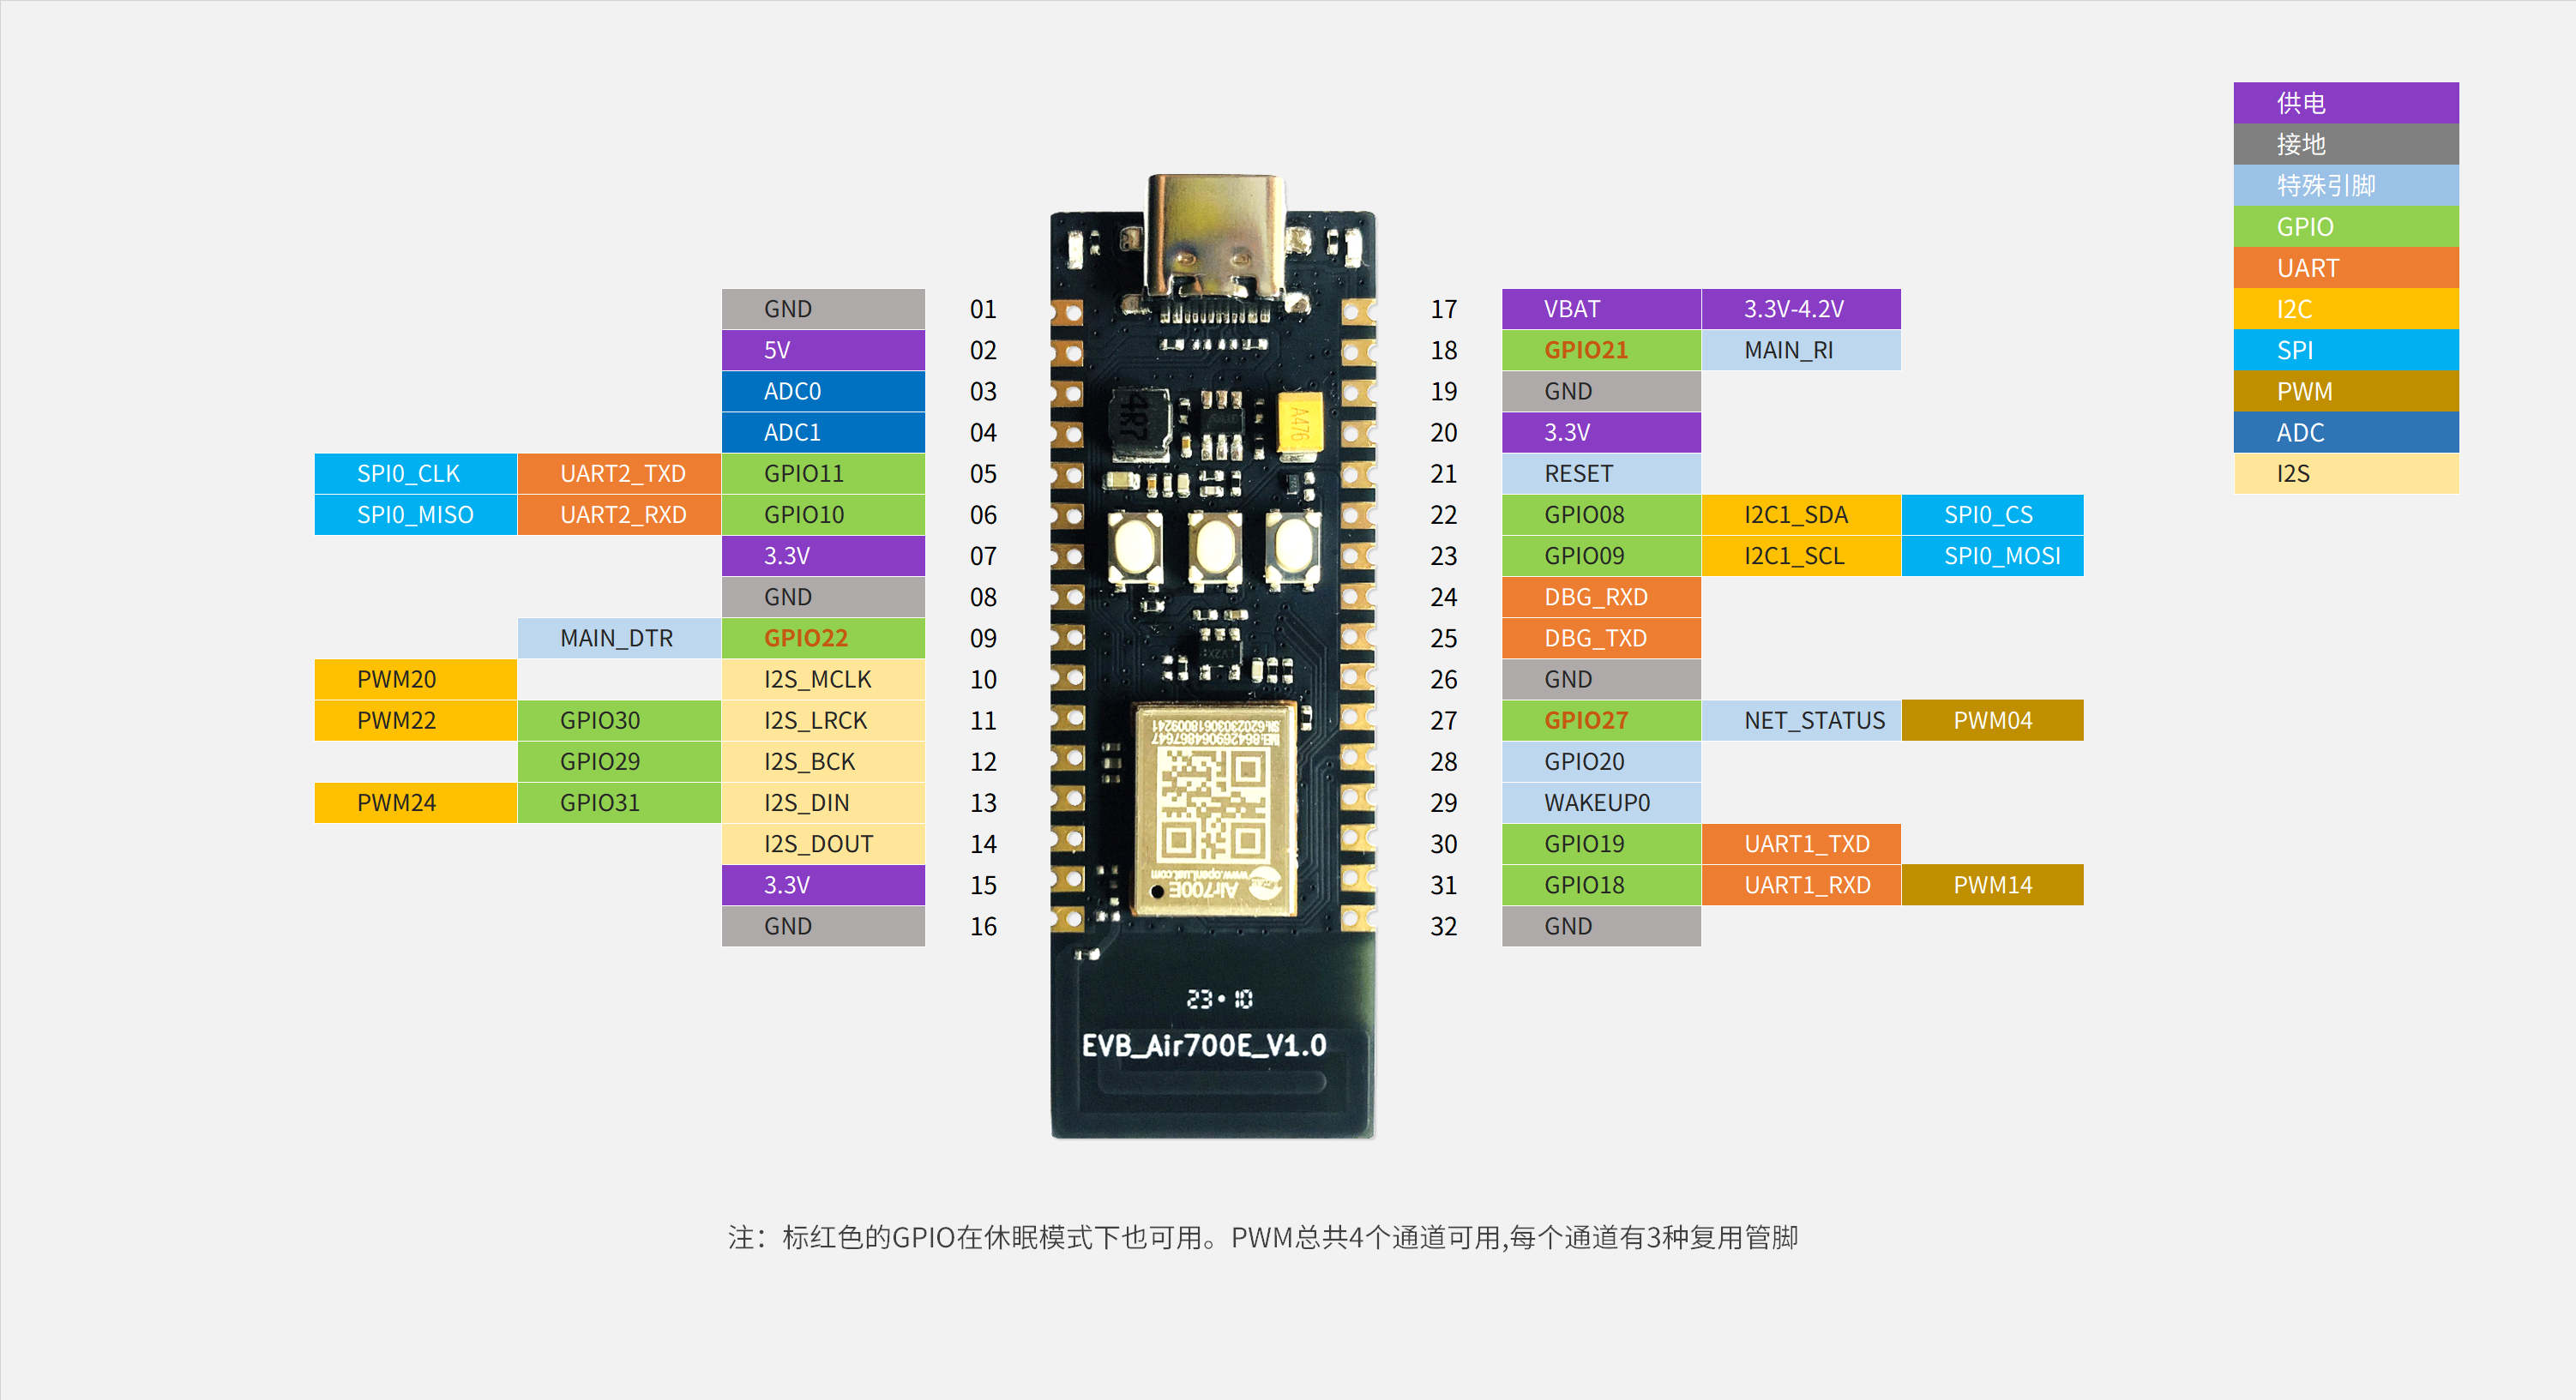 供电
接地
特殊引脚
GPIO
UART
I2C
SPI
PWM
ADC
I2S
GND 01
5V 02
ADC0 03
ADC1 04
SPI0_CLK UART2_TXD GPIO11 05
SPI0_MISO UART2_RXD GPIO10 06
3.3V 07
GND 08
MAIN_DTR GPIO22 09
PWM20 I2S_MCLK 10
PWM22 GPIO30 I2S_LRCK 11
GPIO29 I2S_BCK 12
PWM24 GPIO31 I2S_DIN 13
I2S_DOUT 14
3.3V 15
GND 16
17 VBAT 3.3V-4.2V
18 GPIO21 MAIN_RI
19 GND
20 3.3V
21 RESET
22 GPIO08 I2C1_SDA SPI0_CS
23 GPIO09 I2C1_SCL SPI0_MOSI
24 DBG_RXD
25 DBG_TXD
26 GND
27 GPIO27 NET_STATUS PWM04
28 GPIO20
29 WAKEUP0
30 GPIO19 UART1_TXD
31 GPIO18 UART1_RXD PWM14
32 GND
4R7
A476
Air700E
www.openluat.com
23·10
EVB_Air700E_V1.0
注：标红色的GPIO在休眠模式下也可用。PWM总共4个通道可用,每个通道有3种复用管脚